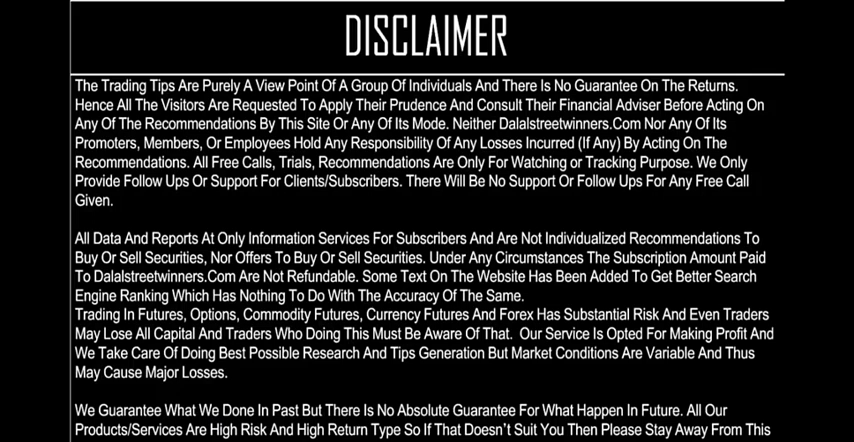 DISCLAIMER
The Trading Tips Are Purely A View Point Of A Group Of Individuals And There Is No Guarantee On The Returns.
Hence All The Visitors Are Requested To Apply Their Prudence And Consult Their Financial Adviser Before Acting On
Any Of The Recommendations By This Site Or Any Of Its Mode. Neither Dalalstreetwinners.Com Nor Any Of Its
Promoters, Members, Or Employees Hold Any Responsibility Of Any Losses Incurred (If Any) By Acting On The
Recommendations. All Free Calls, Trials, Recommendations Are Only For Watching or Tracking Purpose. We Only
Provide Follow Ups Or Support For Clients/Subscribers. There Will Be No Support Or Follow Ups For Any Free Call
Given.
All Data And Reports At Only Information Services For Subscribers And Are Not Individualized Recommendations To
Buy Or Sell Securities, Nor Offers To Buy Or Sell Securities. Under Any Circumstances The Subscription Amount Paid
To Dalalstreetwinners.Com Are Not Refundable. Some Text On The Website Has Been Added To Get Better Search
Engine Ranking Which Has Nothing To Do With The Accuracy Of The Same.
Trading In Futures, Options, Commodity Futures, Currency Futures And Forex Has Substantial Risk And Even Traders
May Lose All Capital And Traders Who Doing This Must Be Aware Of That. Our Service Is Opted For Making Profit And
We Take Care Of Doing Best Possible Research And Tips Generation But Market Conditions Are Variable And Thus
May Cause Major Losses.
We Guarantee What We Done In Past But There Is No Absolute Guarantee For What Happen In Future. All Our
Products/Services Are High Risk And High Return Type So If That Doesn't Suit You Then Please Stay Away From This